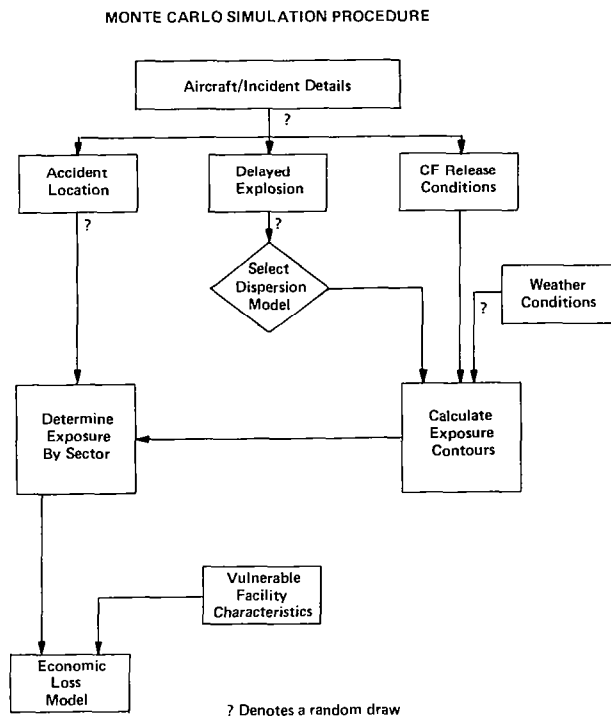 MONTE CARLO SIMULATION PROCEDURE
Aircraft/Incident Details
?
Accident
Location
Delayed
Explosion
CF Release
Conditions
?
?
Select
Dispersion
Model
Weather
Conditions
?
Determine
Exposure
By Sector
Calculate
Exposure
Contours
Vulnerable
Facility
Characteristics
Economic
Loss
Model
? Denotes a random draw